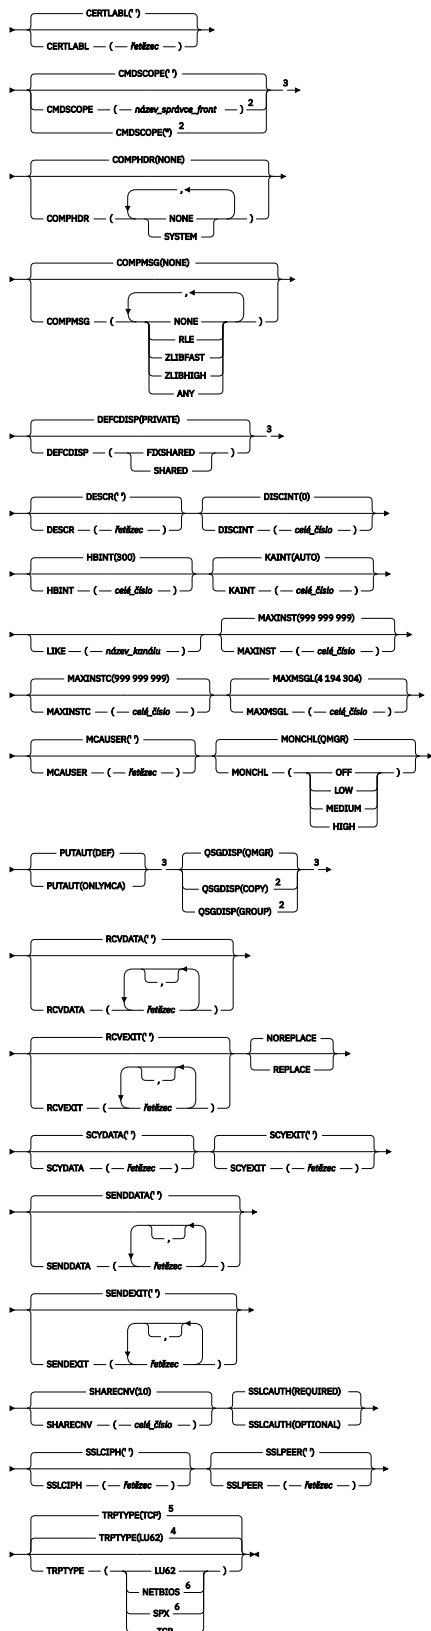 CERTLABL(' ')
CERTLABL ( řetězec )
CMDSCOPE(' ') 3
CMDSCOPE ( název_správce_front ) 2
CMDSCOPE(*) 2
COMPHDR(NONE)
,
COMPHDR ( NONE )
SYSTEM
COMPMSG(NONE)
,
COMPMSG ( NONE )
RLE
ZLIBFAST
ZLIBHIGH
ANY
DEFCDISP(PRIVATE) 3
DEFCDISP ( FIXSHARED )
SHARED
DESCR(' ') DISCINT(0)
DESCR ( řetězec ) DISCINT ( celé_číslo )
HBINT(300) KAINT(AUTO)
HBINT ( celé_číslo ) KAINT ( celé_číslo )
MAXINST(999 999 999)
LIKE ( název_kanálu ) MAXINST ( celé_číslo )
MAXINSTC(999 999 999) MAXMSGL(4 194 304)
MAXINSTC ( celé_číslo ) MAXMSGL ( celé_číslo )
MCAUSER(' ') MONCHL(QMGR)
MCAUSER ( řetězec ) MONCHL ( OFF )
LOW
MEDIUM
HIGH
PUTAUT(DEF) 3 QSGDISP(QMGR) 3
PUTAUT(ONLYMCA) QSGDISP(COPY) 2
QSGDISP(GROUP) 2
RCVDATA(' ')
,
RCVDATA ( řetězec )
RCVEXIT(' ') NOREPLACE
, REPLACE
RCVEXIT ( řetězec )
SCYDATA(' ') SCYEXIT(' ')
SCYDATA ( řetězec ) SCYEXIT ( řetězec )
SENDDATA(' ')
,
SENDDATA ( řetězec )
SENDEXIT(' ')
,
SENDEXIT ( řetězec )
SHARECNV(10) SSLCAUTH(REQUIRED)
SHARECNV ( celé_číslo ) SSLCAUTH(OPTIONAL)
SSLCIPH(' ') SSLPEER(' ')
SSLCIPH ( řetězec ) SSLPEER ( řetězec )
TRPTYPE(TCP) 5
TRPTYPE(LU62) 4
TRPTYPE ( LU62 )
NETBIOS 6
SPX 6
TCP